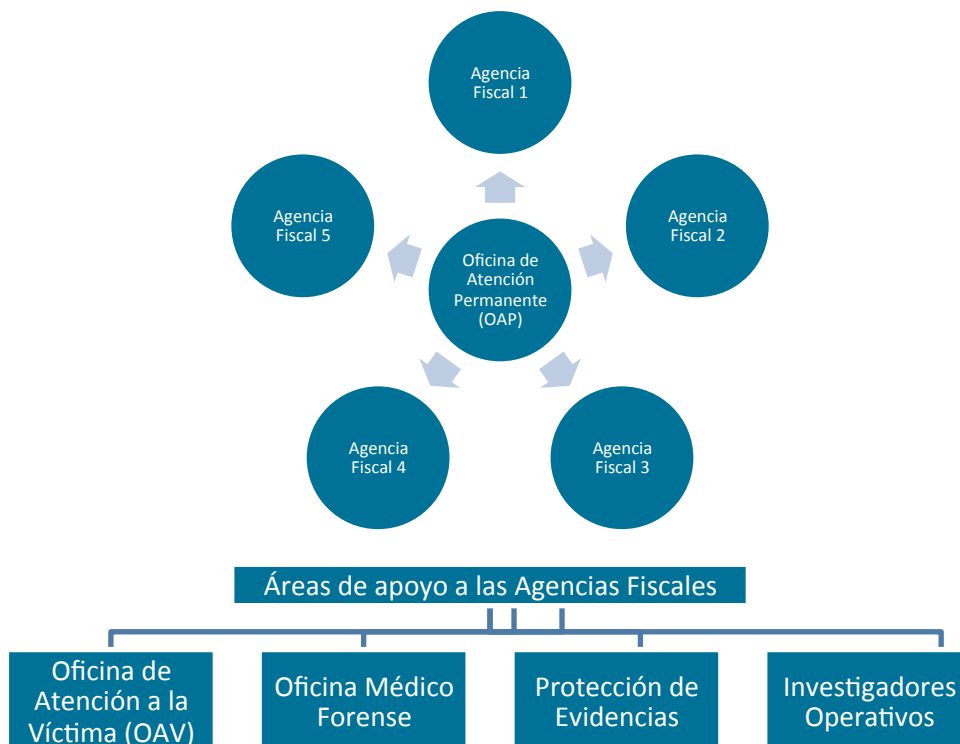 Agencia
Fiscal 1
Agencia
Fiscal 5
Agencia
Fiscal 2
Oficina de
Atención
Permanente
(OAP)
Agencia
Fiscal 4
Agencia
Fiscal 3
Áreas de apoyo a las Agencias Fiscales
Oficina de
Atención a la
Víctima (OAV)
Oficina Médico
Forense
Protección de
Evidencias
Investigadores
Operativos